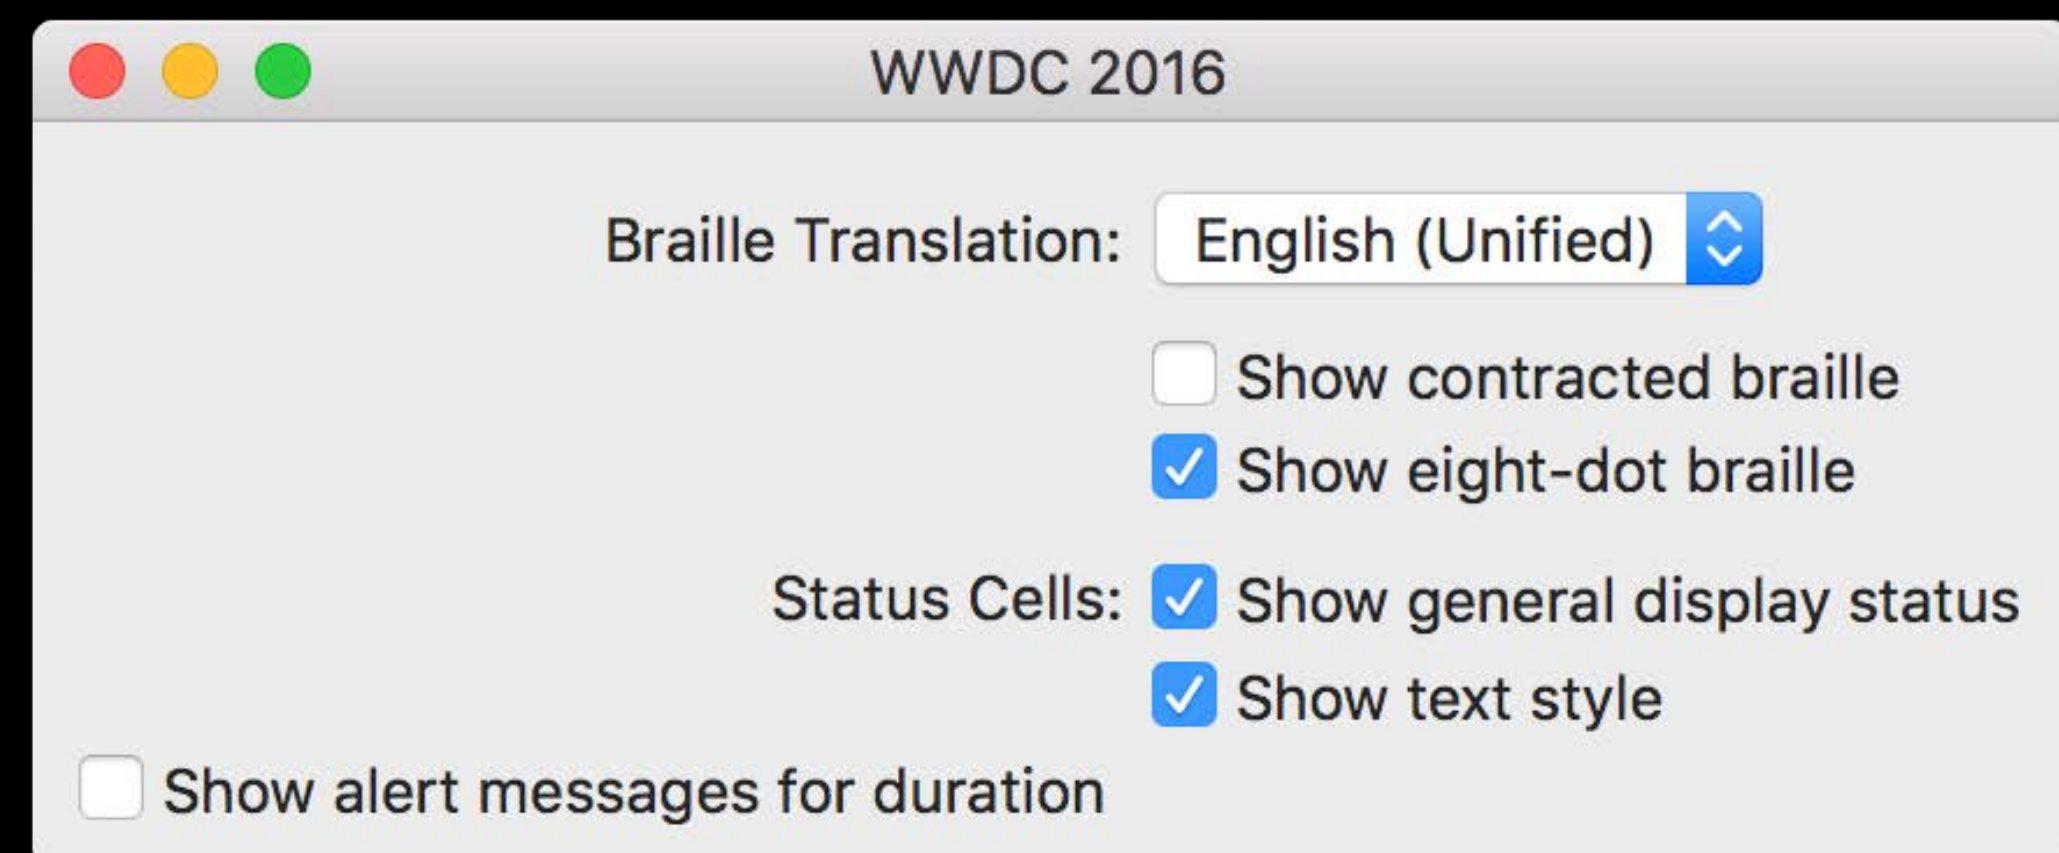 WWDC 2016
Braille Translation: English (Unified)
Show contracted braille
Show eight-dot braille
Status Cells: Show general display status
Show text style
Show alert messages for duration